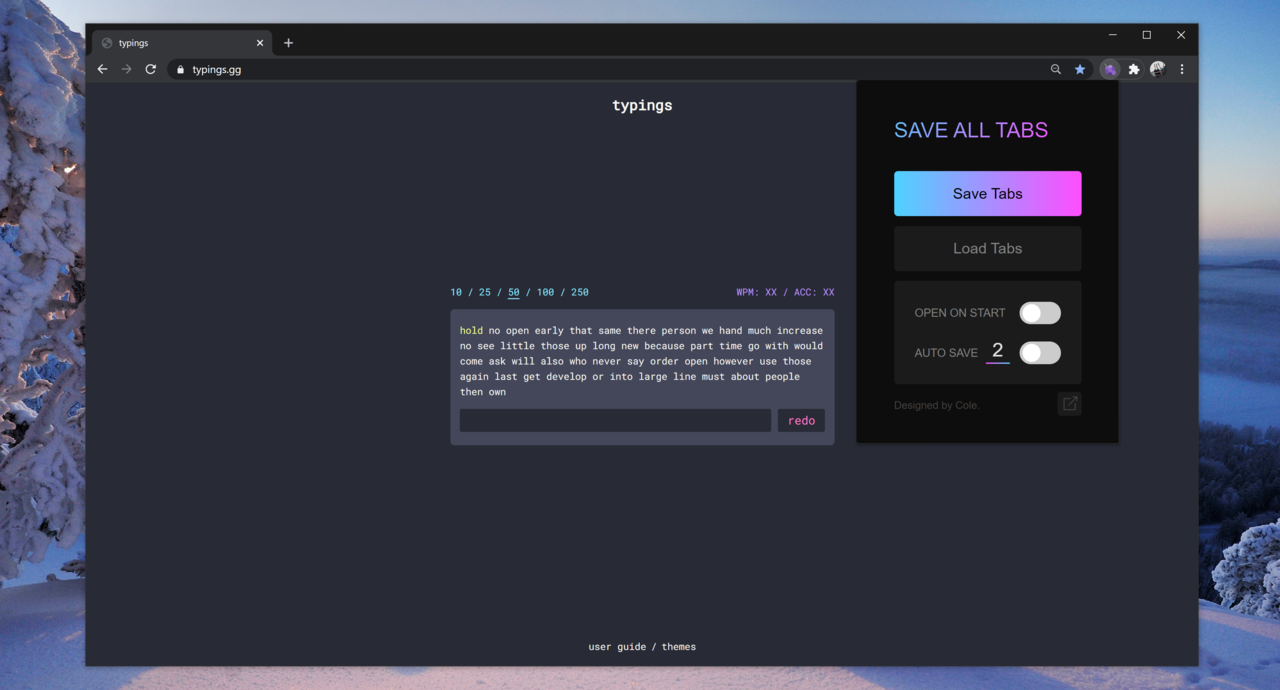 typings
typings.gg
typings
SAVE ALL TABS
Save Tabs
Load Tabs
OPEN ON START
AUTO SAVE 2
Designed by Cole.
10 / 25 / 50 / 100 / 250
WPM: XX / ACC: XX
hold no open early that same there person we hand much increase
no see little those up long new because part time go with would
come ask will also who never say order open however use those
again last get develop or into large line must about people
then own
redo
user guide / themes